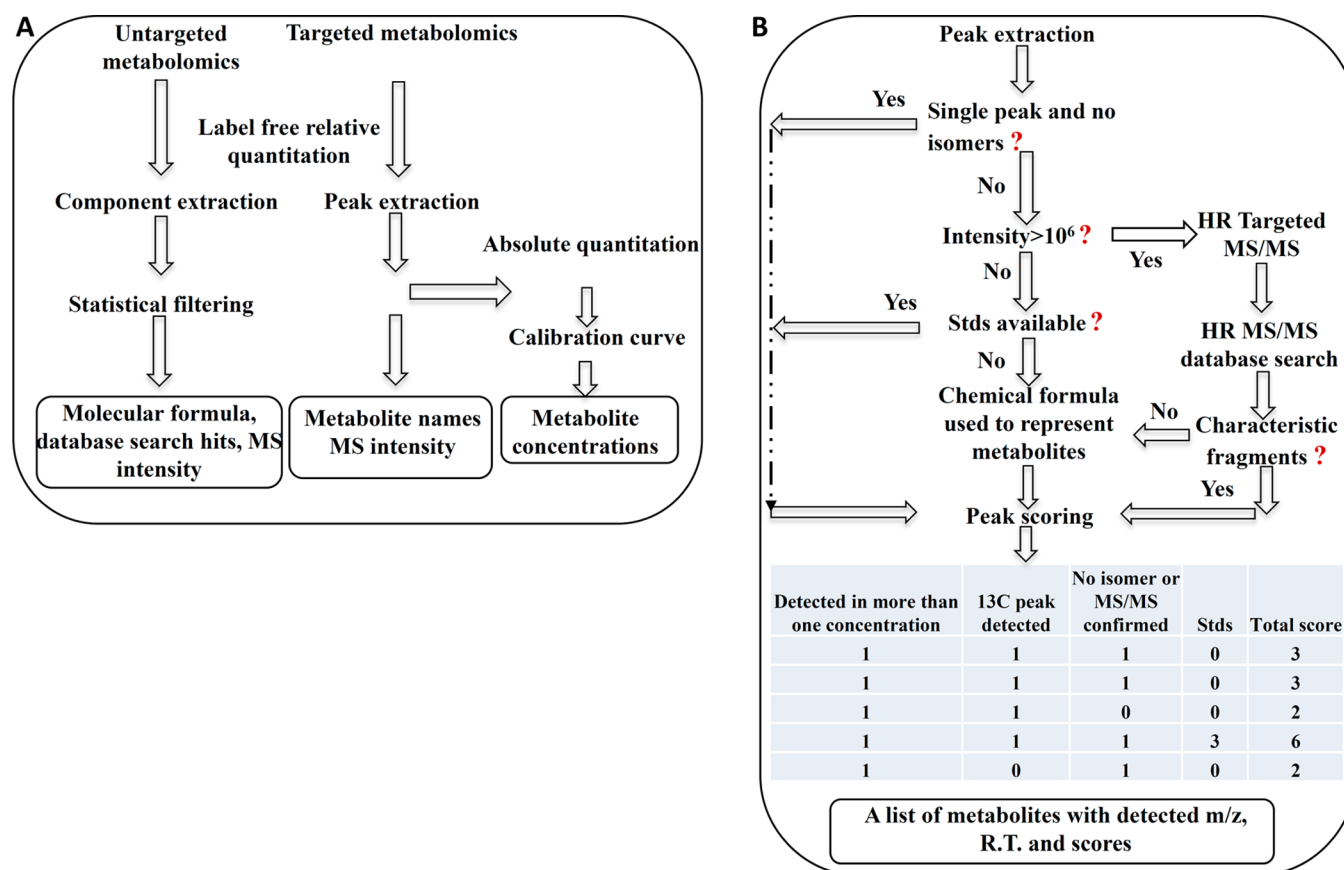 A
Untargeted
metabolomics
Targeted metabolomics
Label free relative
quantitation
Component extraction
Peak extraction
Absolute quantitation
Statistical filtering
Calibration curve
Molecular formula,
database search hits, MS
intensity
Metabolite names
MS intensity
Metabolite
concentrations
B
Peak extraction
Yes
Single peak and no
isomers ?
No
Intensity>10⁶ ?
Yes
HR Targeted
MS/MS
No
Yes
Stds available ?
HR MS/MS
database search
No
Chemical formula
used to represent
metabolites
No
Characteristic
fragments ?
Yes
Peak scoring
Detected in more than
one concentration
13C peak
detected
No isomer or
MS/MS
confirmed
Stds
Total score
1 1 1 0 3
1 1 1 0 3
1 1 0 0 2
1 1 1 3 6
1 0 1 0 2
A list of metabolites with detected m/z,
R.T. and scores